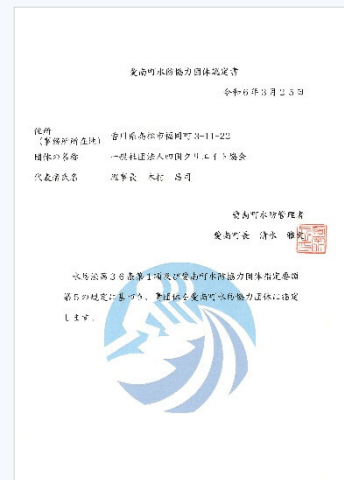 愛南町水防協力団体認定書
令和6年3月25日
住所
(事務所所在地) 香川県高松市福岡町3-11-22
団体の名称 一般社団法人四国クリエイト協会
代表者氏名 理事長 木村 昌司
愛南町水防管理者
愛南町長 清水 雅文
水防法第36条第1項及び愛南町水防協力団体指定要領
第5の規定に基づき、貴団体を愛南町水防協力団体に指定
します。